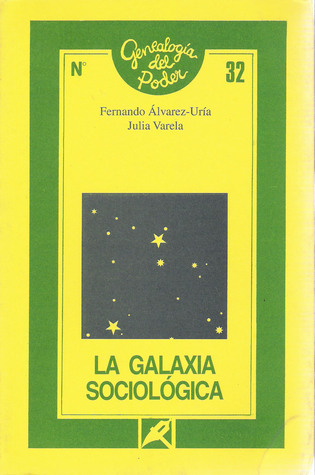 Genealogía
del
Poder
Nº
32
Fernando Álvarez-Uría
Julia Varela
LA GALAXIA
SOCIOLÓGICA